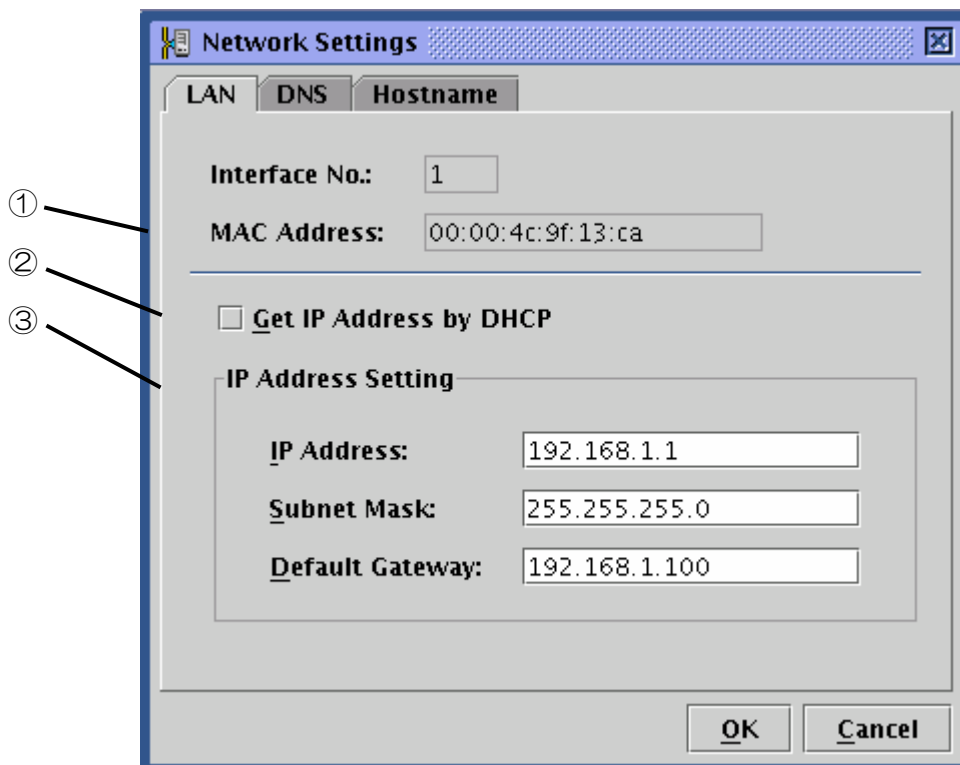 Network Settings
LAN DNS Hostname
Interface No.: 1
① MAC Address: 00:00:4c:9f:13:ca
②
③ Get IP Address by DHCP
IP Address Setting
IP Address: 192.168.1.1
Subnet Mask: 255.255.255.0
Default Gateway: 192.168.1.100
OK Cancel